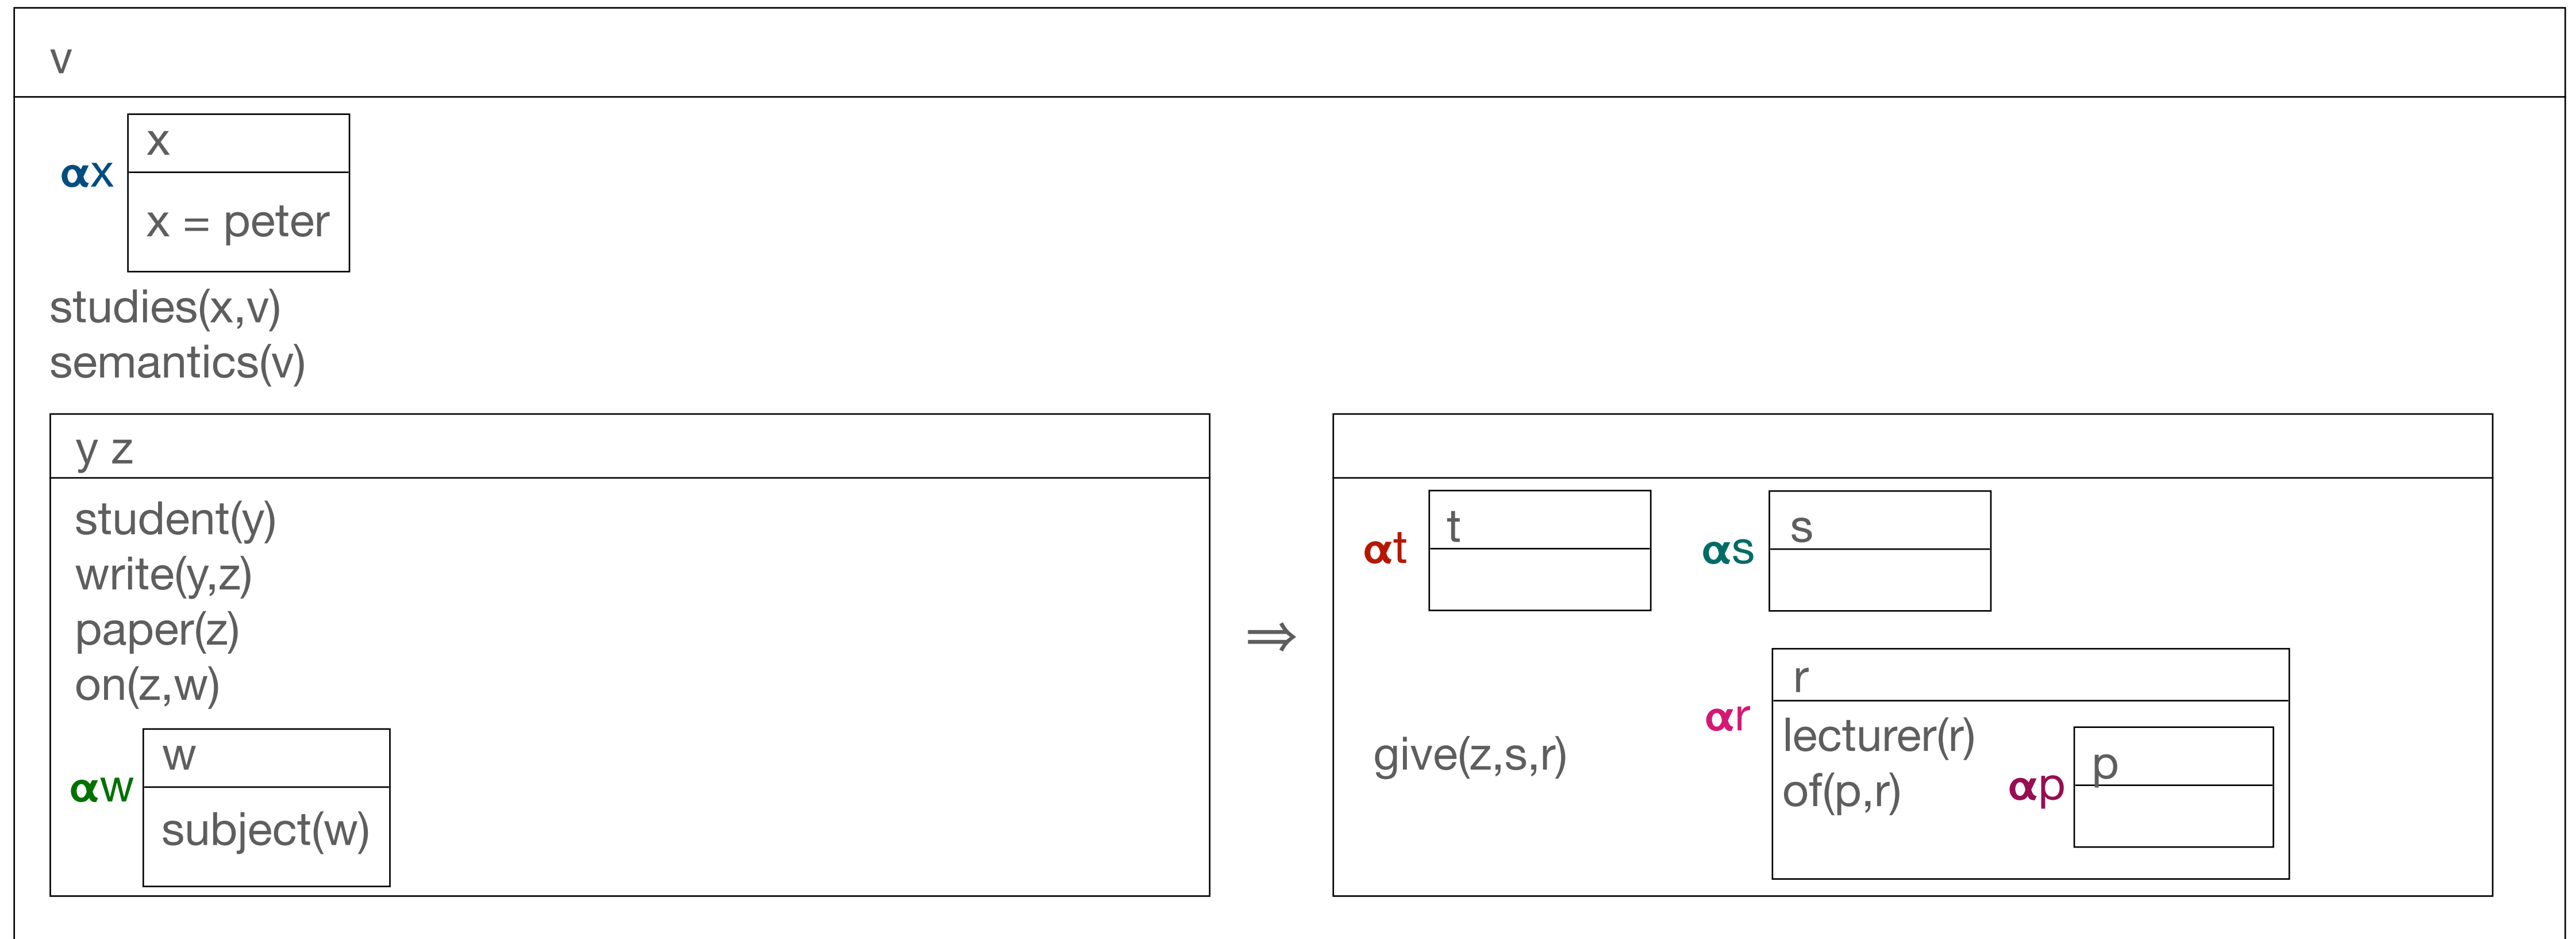 v
αx
x
x = peter
studies(x,v)
semantics(v)
y z
student(y)
write(y,z)
paper(z)
on(z,w)
αw
w
subject(w)
⇒
αt
t
αs
s
give(z,s,r)
αr
r
lecturer(r)
of(p,r)
αp
p